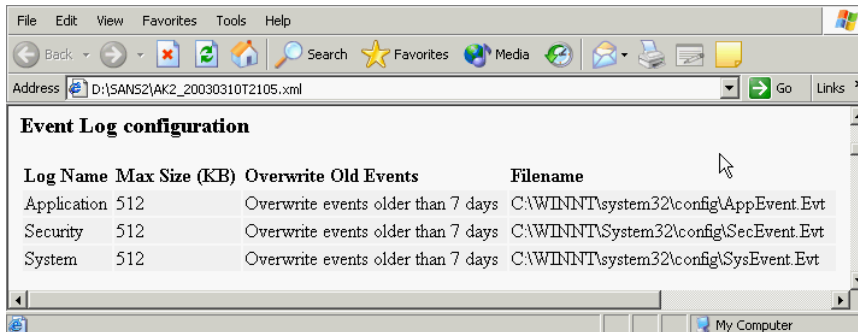 File Edit View Favorites Tools Help
Back Search Favorites Media
Address D:\SANS2\AK2_20030310T2105.xml Go Links
Event Log configuration
Log Name Max Size (KB) Overwrite Old Events Filename
Application 512 Overwrite events older than 7 days C:\WINNT\system32\config\AppEvent.Evt
Security 512 Overwrite events older than 7 days C:\WINNT\System32\config\SecEvent.Evt
System 512 Overwrite events older than 7 days C:\WINNT\system32\config\SysEvent.Evt
My Computer